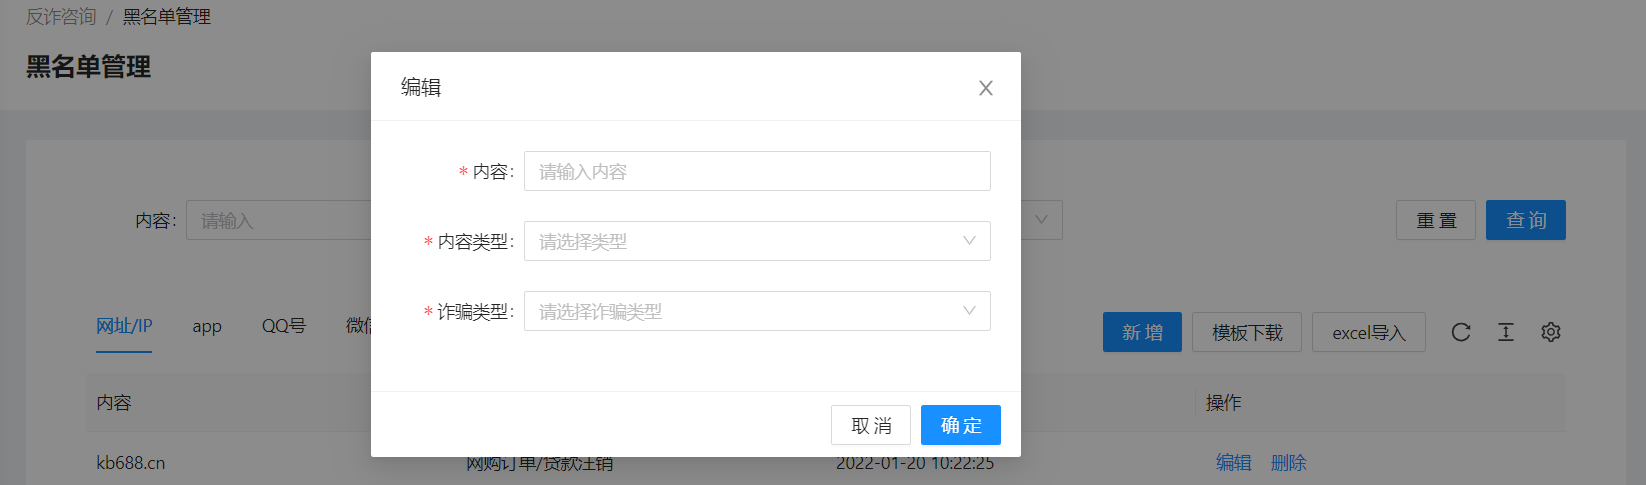 反诈咨询 / 黑名单管理
黑名单管理
编辑
* 内容:
请输入内容
* 内容类型:
请选择类型
* 诈骗类型:
请选择诈骗类型
取 消
确 定
内容:
请输入
重 置
查 询
网址/IP
app
QQ号
微信
新 增
模板下载
excel导入
内容
操作
kb688.cn
网购订单/贷款注销
2022-01-20 10:22:25
编辑
删除